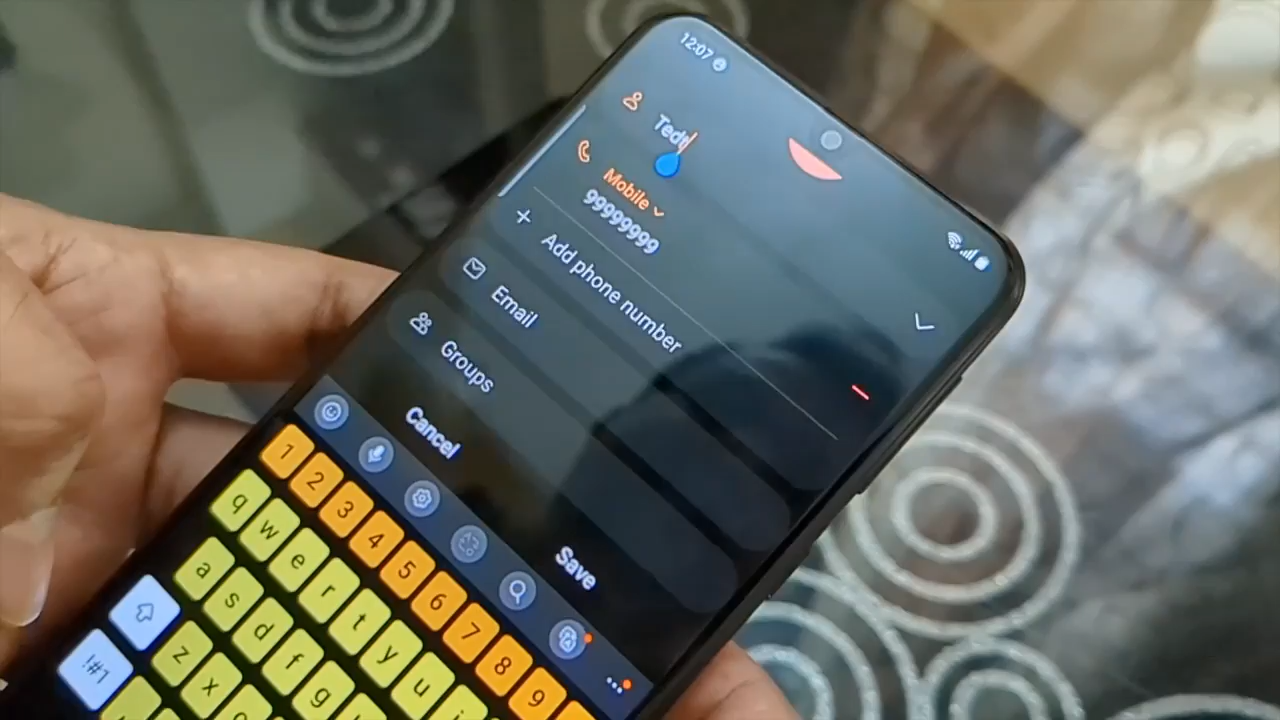 12:07
Tedt
Mobile
99999999
Add phone number
Email
Groups
Cancel
Save
1 2 3 4 5 6 7 8 9
q w e r t y u
a s d f g
z x
!#1